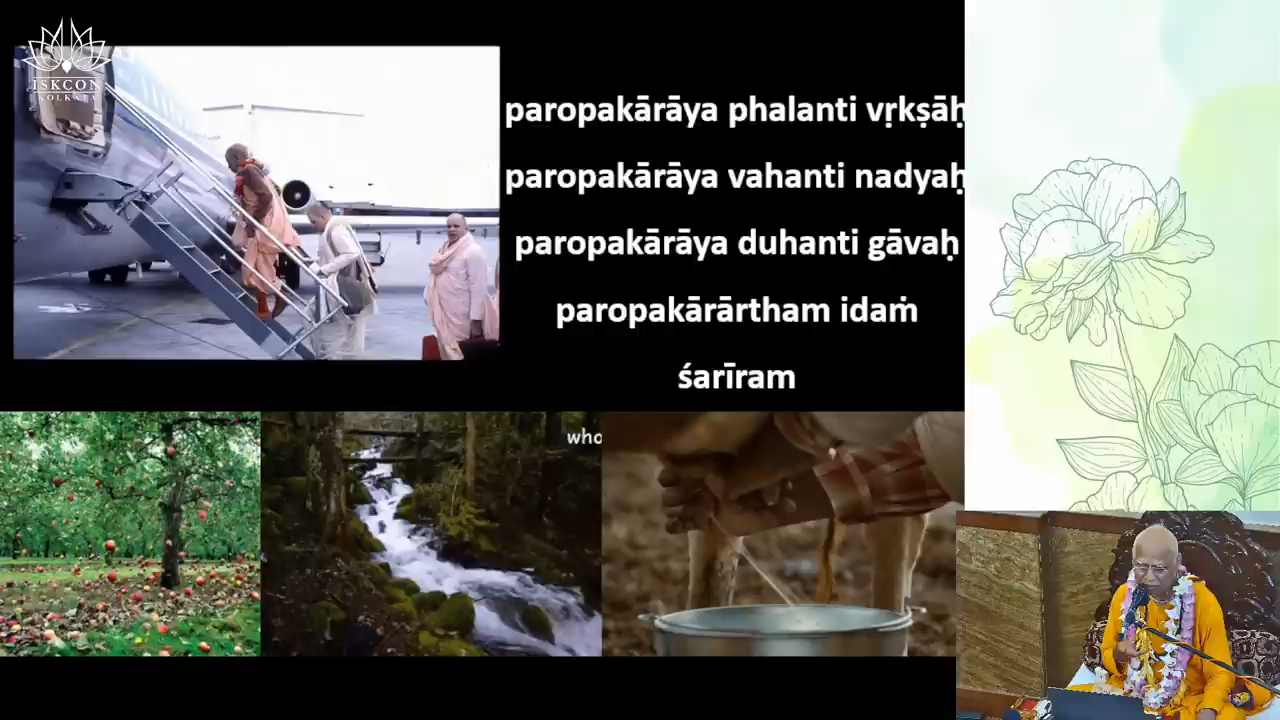 ISKCON
KOLKATA
paropakārāya phalanti vṛkṣāḥ
paropakārāya vahanti nadyaḥ
paropakārāya duhanti gāvaḥ
paropakārārtham idaṁ
śarīram
who